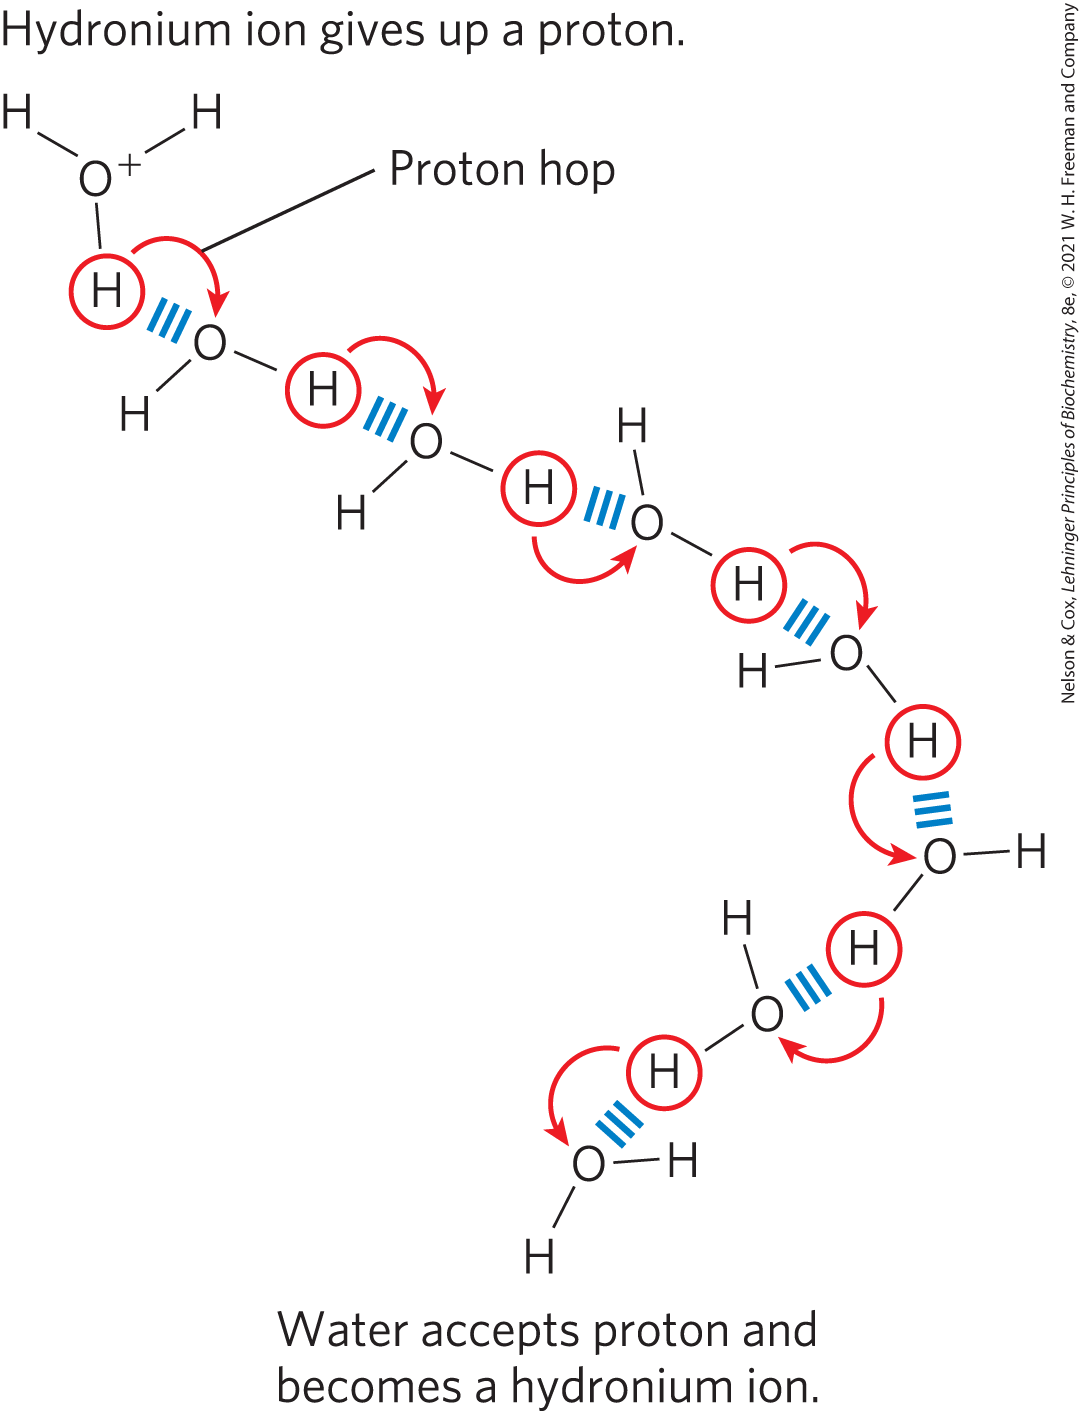 Hydronium ion gives up a proton.
H H
O+
Proton hop
H
O
H
H
H
O
H
H
H
O
H
H
O
H
O
H
H
H
O
H
O
H
H
Water accepts proton and
becomes a hydronium ion.
Nelson & Cox, Lehninger Principles of Biochemistry, 8e, © 2021 W. H. Freeman and Company